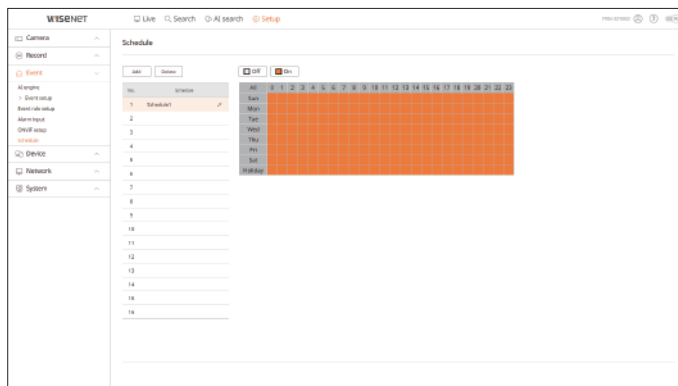 WISENET
Live Search AI search Setup
Camera
Record
Event
AI engine
> Event setup
Event rule setup
Alarm input
ONVIF setup
Schedule
Device
Network
System
Schedule
Add Delete
Off On
No. Schedule
1 Schedule1
2
3
4
5
6
7
8
9
10
11
12
13
14
15
16
All 0 1 2 3 4 5 6 7 8 9 10 11 12 13 14 15 16 17 18 19 20 21 22 23
Sun
Mon
Tue
Wed
Thu
Fri
Sat
Holiday